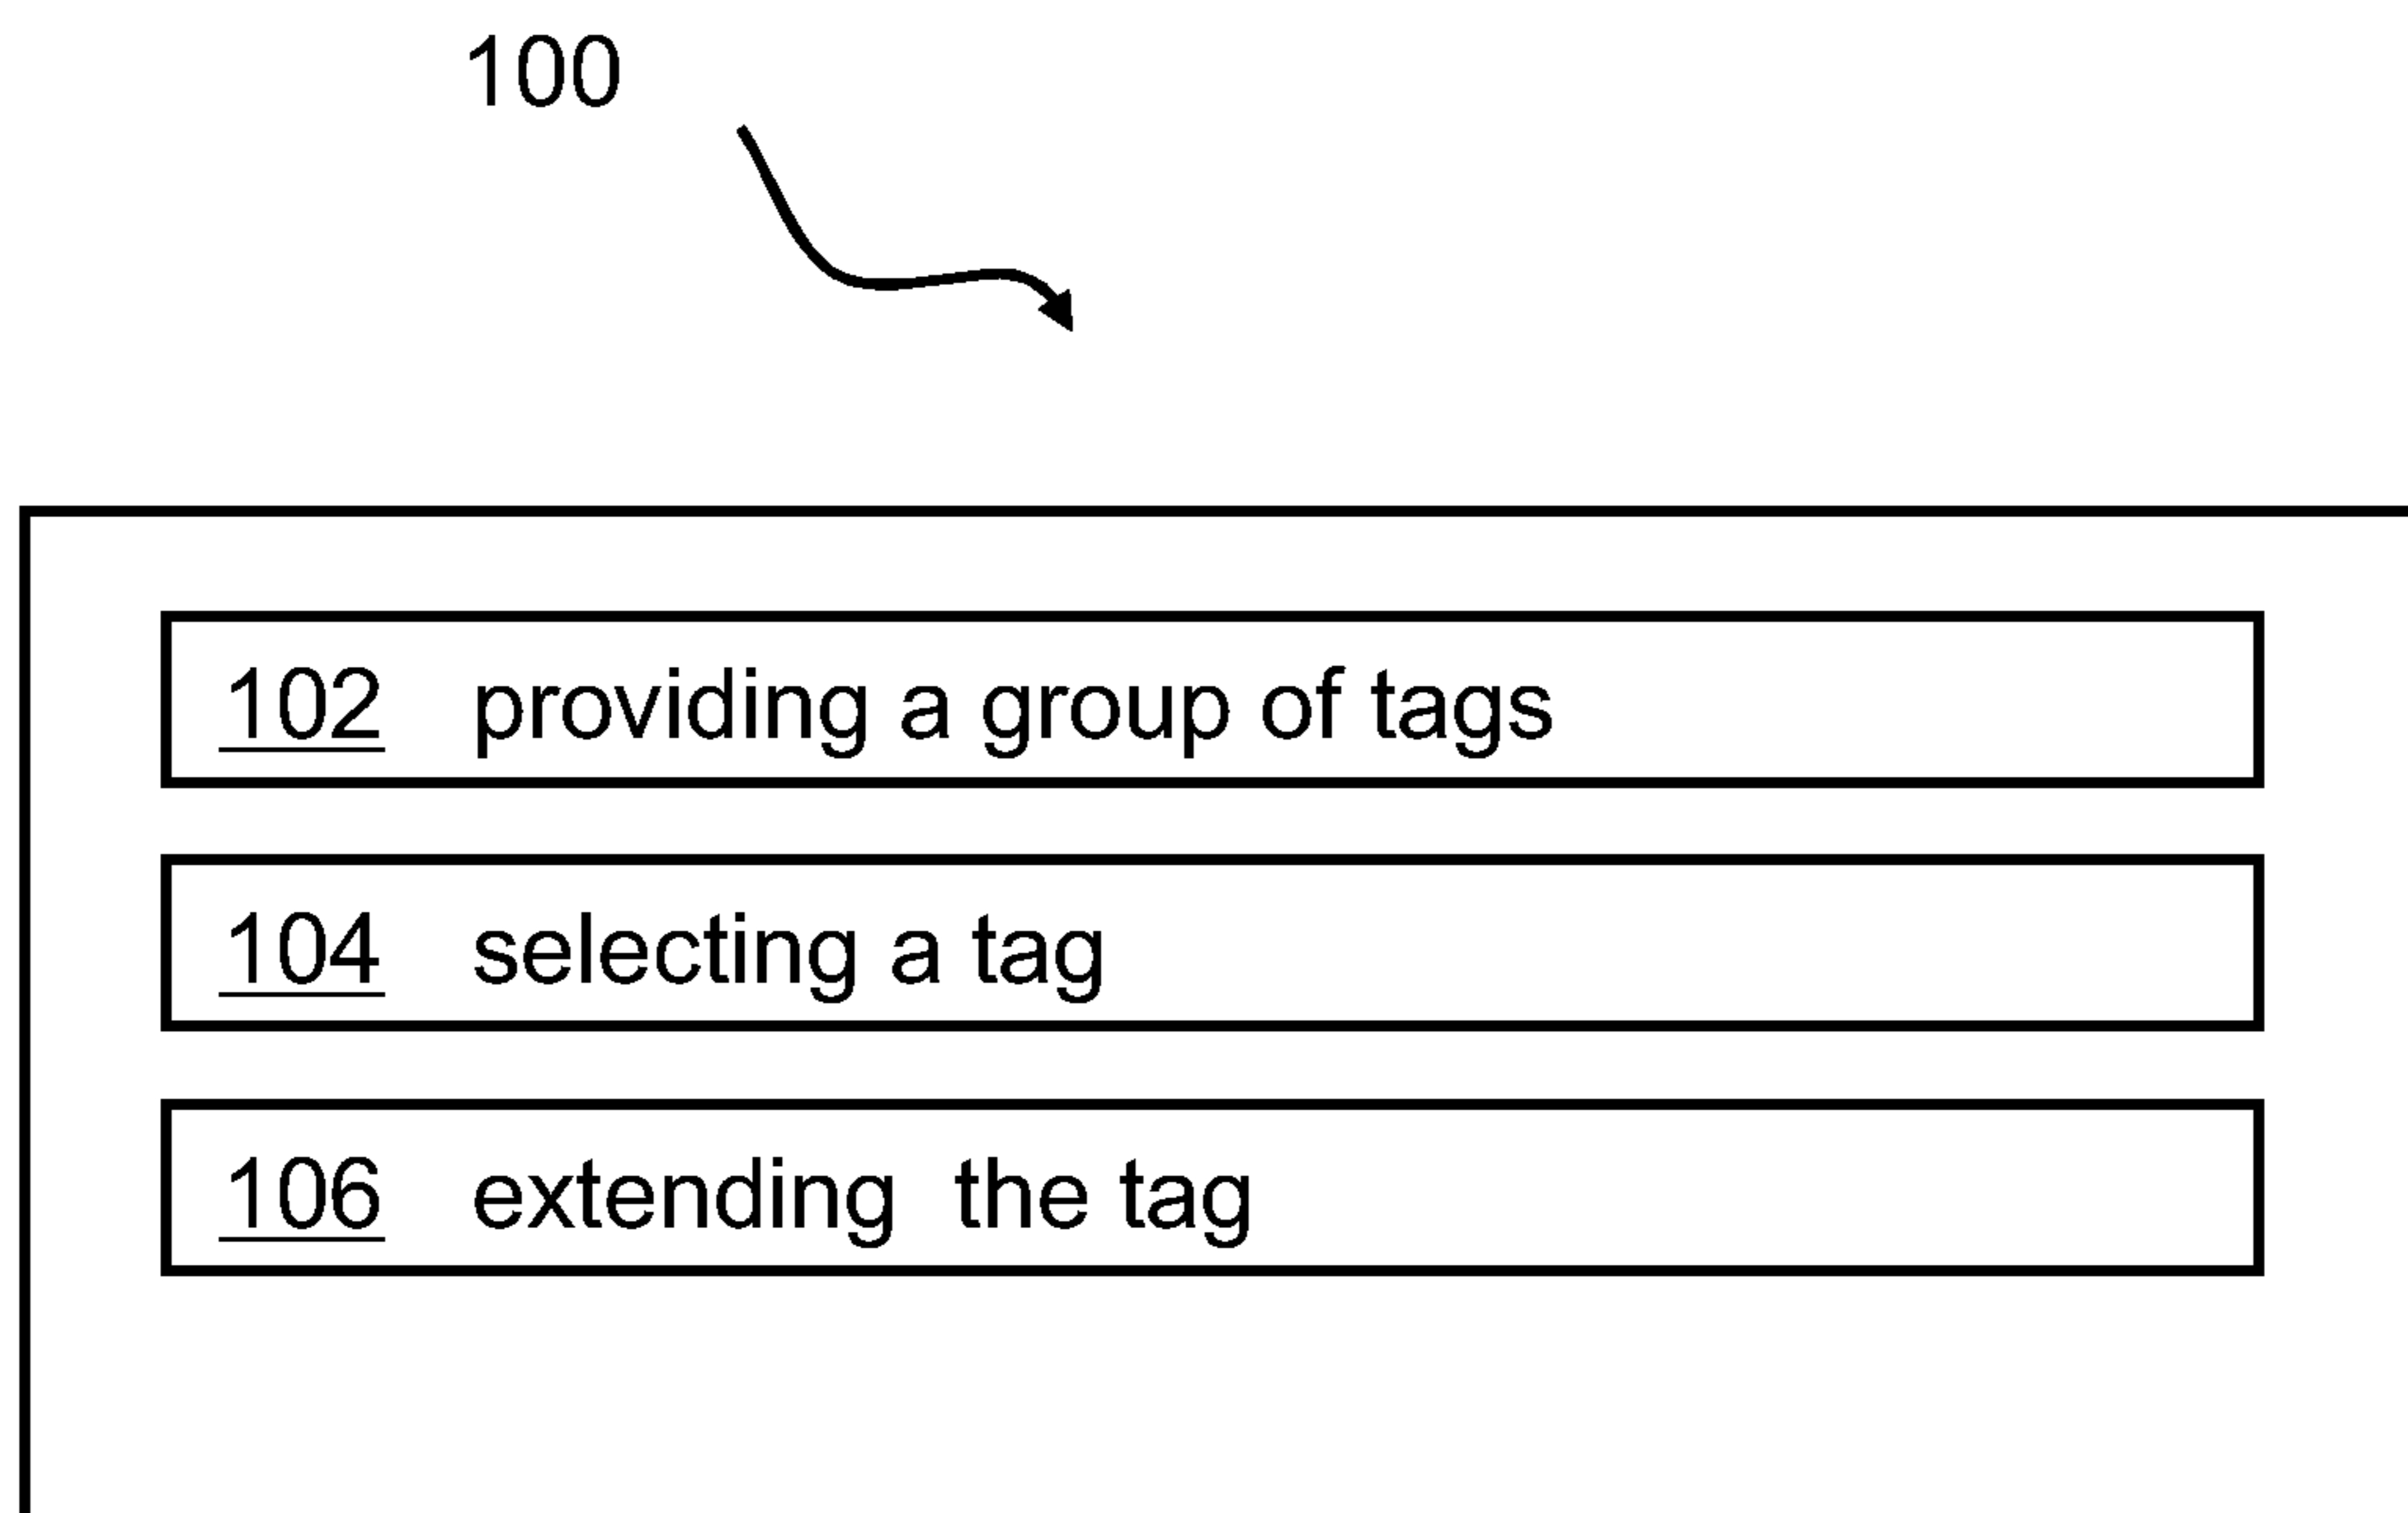 100
102 providing a group of tags
104 selecting a tag
106 extending the tag